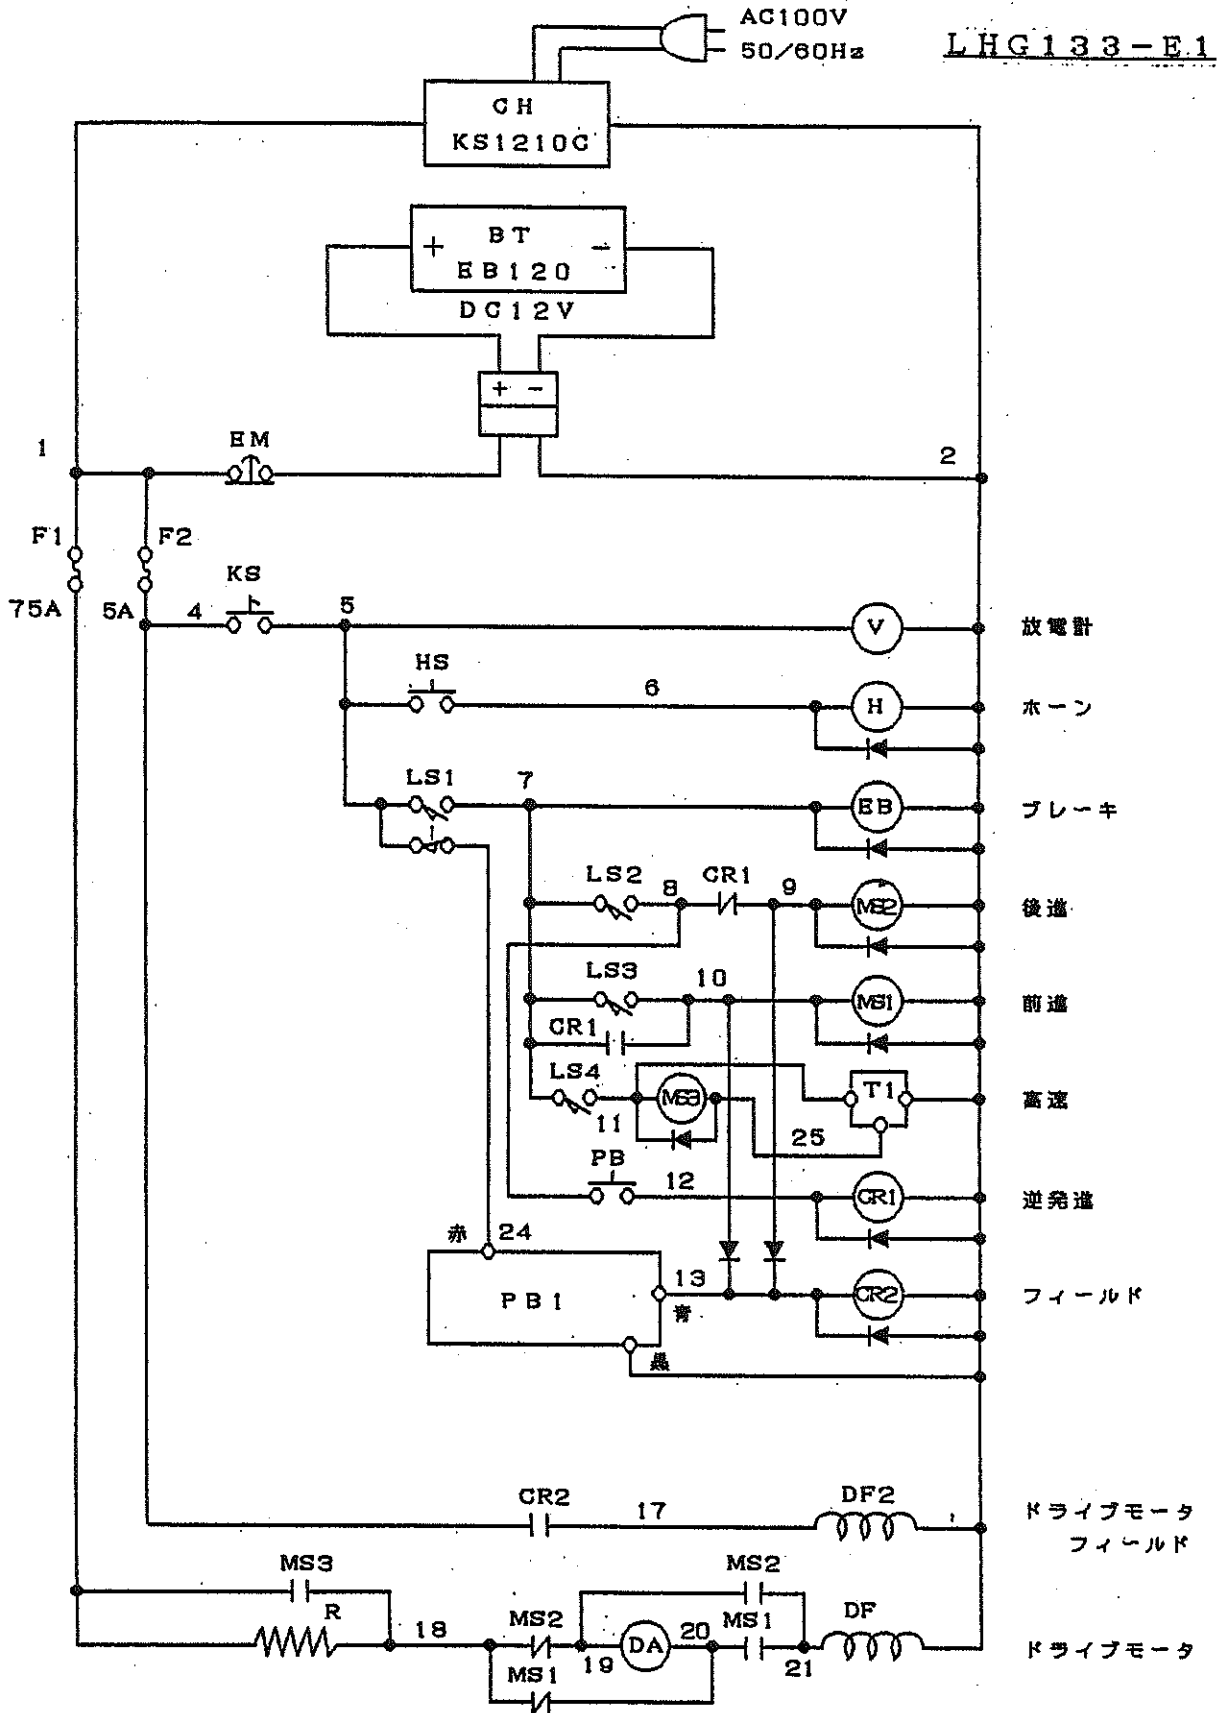 AC100V
50/60Hz
LHG133-E1
CH
KS1210C
+ BT -
EB120
DC12V
+ -
1
EM
2
F1
F2
KS
75A
5A
4
5
V
放電計
HS
6
H
ホーン
LS1
7
EB
ブレーキ
LS2
8
CR1
9
MS2
後進
LS3
10
MS1
前進
CR1
LS4
11
MS3
T1
高速
25
PB
12
CR1
逆発進
赤
24
PB1
13
青
CR2
フィールド
黒
CR2
17
DF2
ドライブモータ
フィールド
MS3
MS2
R
18
MS2
19
DA
20
MS1
21
DF
ドライブモータ
MS1